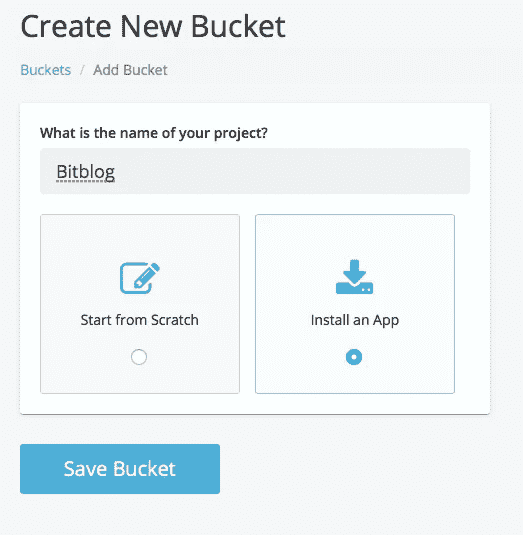 Create New Bucket
Buckets / Add Bucket
What is the name of your project?
Bitblog
Start from Scratch
Install an App
Save Bucket